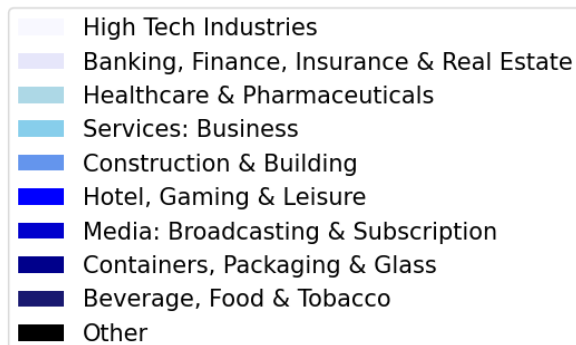 High Tech Industries
Banking, Finance, Insurance & Real Estate
Healthcare & Pharmaceuticals
Services: Business
Construction & Building
Hotel, Gaming & Leisure
Media: Broadcasting & Subscription
Containers, Packaging & Glass
Beverage, Food & Tobacco
Other